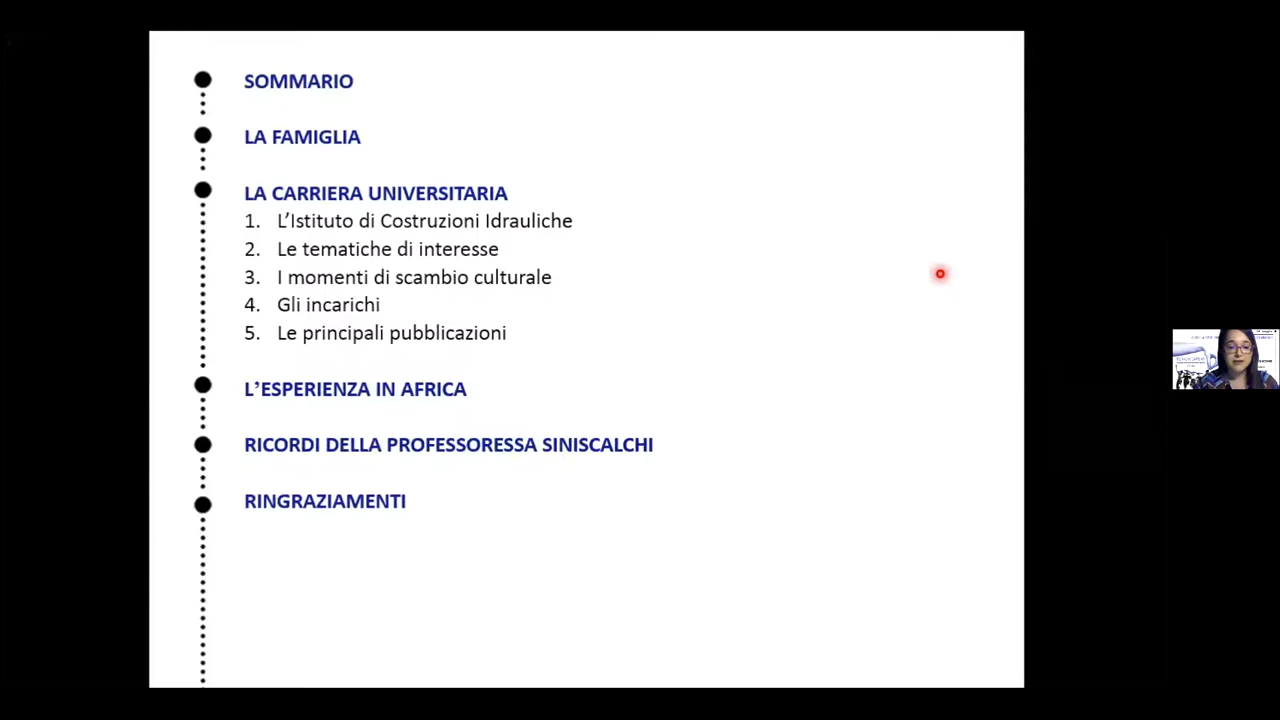 SOMMARIO
LA FAMIGLIA
LA CARRIERA UNIVERSITARIA
1. L'Istituto di Costruzioni Idrauliche
2. Le tematiche di interesse
3. I momenti di scambio culturale
4. Gli incarichi
5. Le principali pubblicazioni
L'ESPERIENZA IN AFRICA
RICORDI DELLA PROFESSORESSA SINISCALCHI
RINGRAZIAMENTI